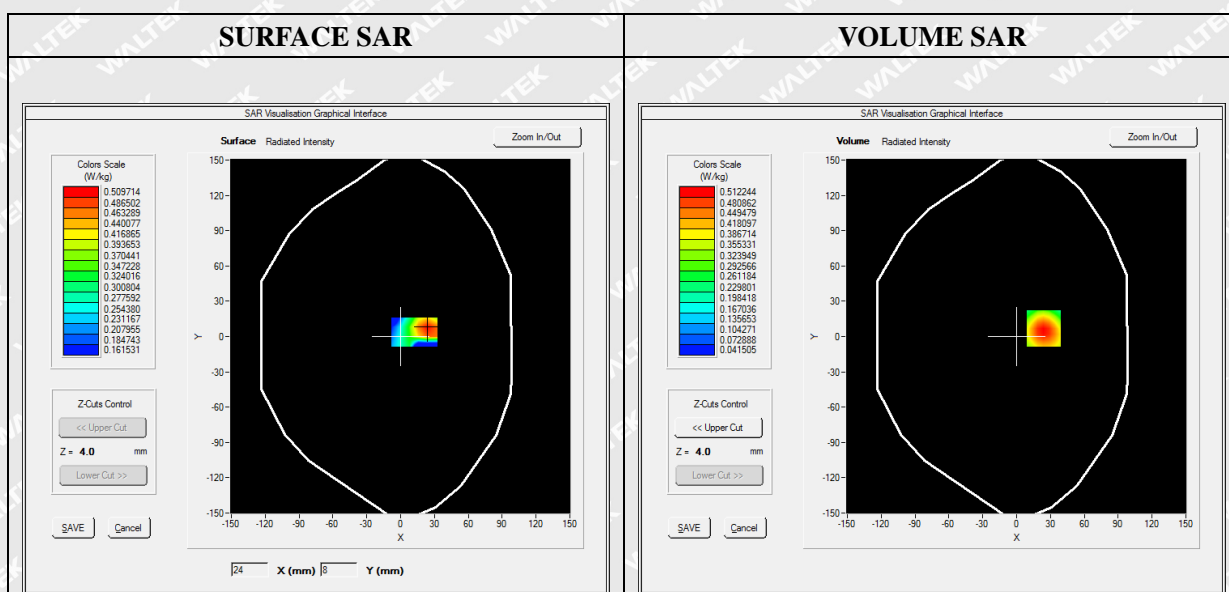 SURFACE SAR
VOLUME SAR
SAR Visualisation Graphical Interface
Surface Radiated Intensity
Zoom In/Out
Colors Scale
(W/kg)
0.509714
0.486502
0.463289
0.440077
0.416865
0.393653
0.370441
0.347228
0.324016
0.300804
0.277592
0.254380
0.231167
0.207955
0.184743
0.161531
Z-Cuts Control
<< Upper Cut
Z = 4.0 mm
Lower Cut >>
SAVE Cancel
150
120
90
60
30
0
-30
-60
-90
-120
-150
Y
-150 -120 -90 -60 -30 0 30 60 90 120 150
X
24 X (mm) 8 Y (mm)
SAR Visualisation Graphical Interface
Volume Radiated Intensity
Zoom In/Out
Colors Scale
(W/kg)
0.512244
0.480862
0.449479
0.418097
0.386714
0.355331
0.323949
0.292566
0.261184
0.229801
0.198418
0.167036
0.135653
0.104271
0.072888
0.041505
Z-Cuts Control
<< Upper Cut
Z = 4.0 mm
Lower Cut >>
SAVE Cancel
150
120
90
60
30
0
-30
-60
-90
-120
-150
Y
-150 -120 -90 -60 -30 0 30 60 90 120 150
X
WALTEK